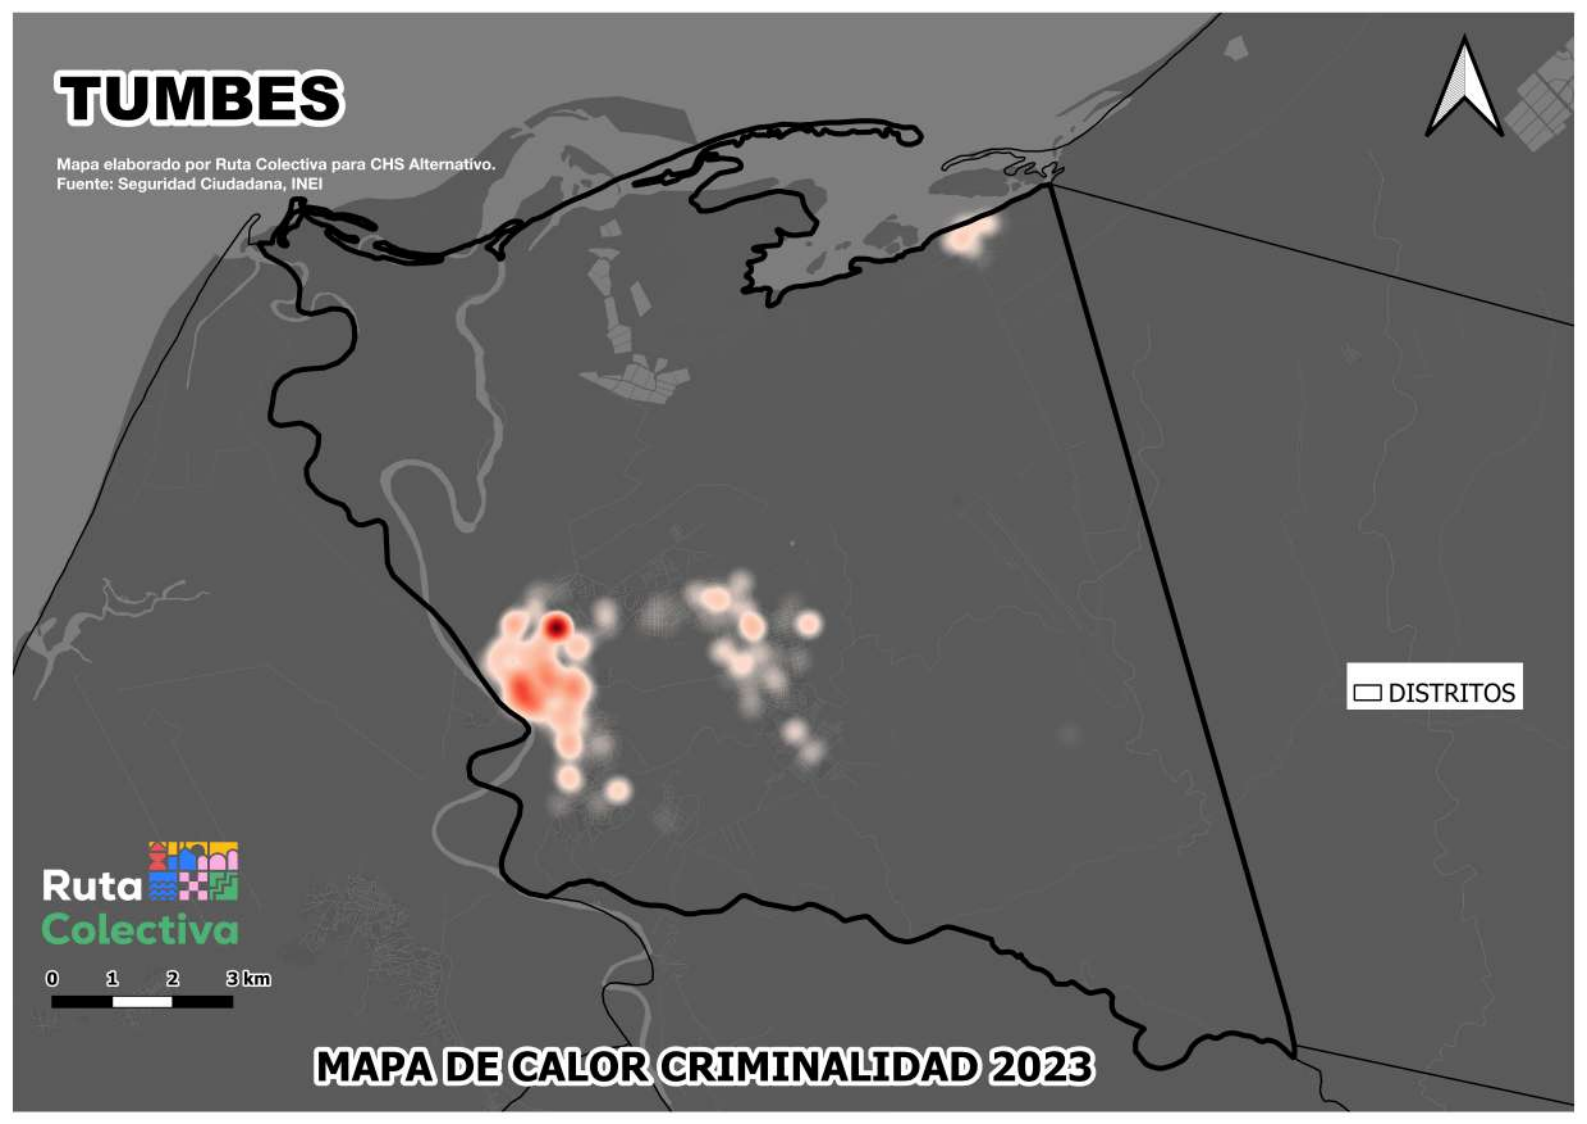 TUMBES
Mapa elaborado por Ruta Colectiva para CHS Alternativo.
Fuente: Seguridad Ciudadana, INEI
DISTRITOS
Ruta
Colectiva
0 1 2 3 km
MAPA DE CALOR CRIMINALIDAD 2023